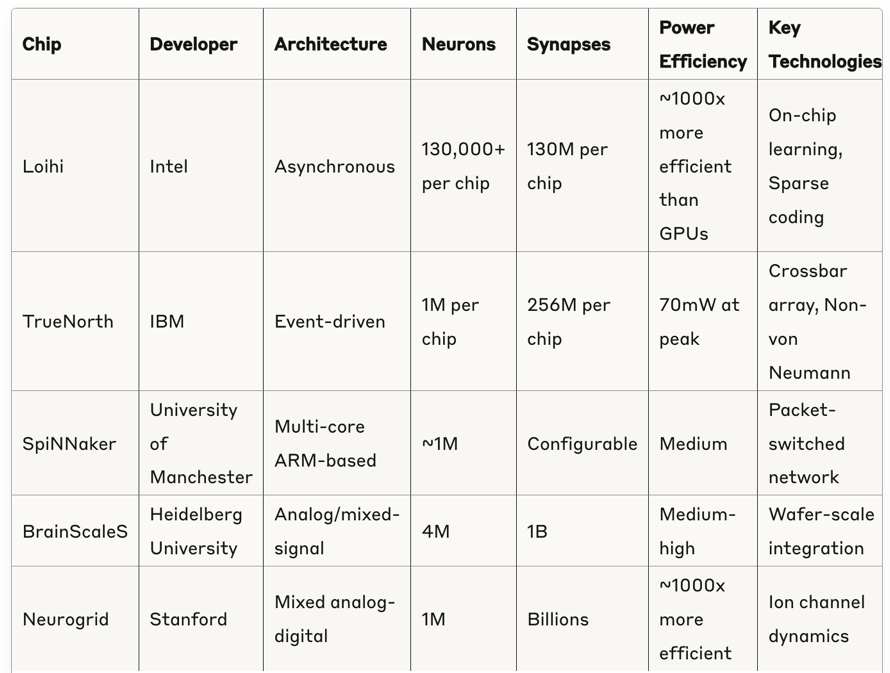 Chip Developer Architecture Neurons Synapses Power Efficiency Key Technologies
Loihi Intel Asynchronous 130,000+ per chip 130M per chip ~1000x more efficient than GPUs On-chip learning, Sparse coding
TrueNorth IBM Event-driven 1M per chip 256M per chip 70mW at peak Crossbar array, Non-von Neumann
SpiNNaker University of Manchester Multi-core ARM-based ~1M Configurable Medium Packet-switched network
BrainScaleS Heidelberg University Analog/mixed-signal 4M 1B Medium-high Wafer-scale integration
Neurogrid Stanford Mixed analog-digital 1M Billions ~1000x more efficient Ion channel dynamics